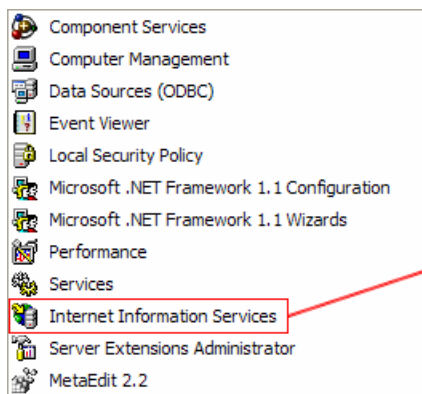 Component Services
Computer Management
Data Sources (ODBC)
Event Viewer
Local Security Policy
Microsoft .NET Framework 1.1 Configuration
Microsoft .NET Framework 1.1 Wizards
Performance
Services
Internet Information Services
Server Extensions Administrator
MetaEdit 2.2